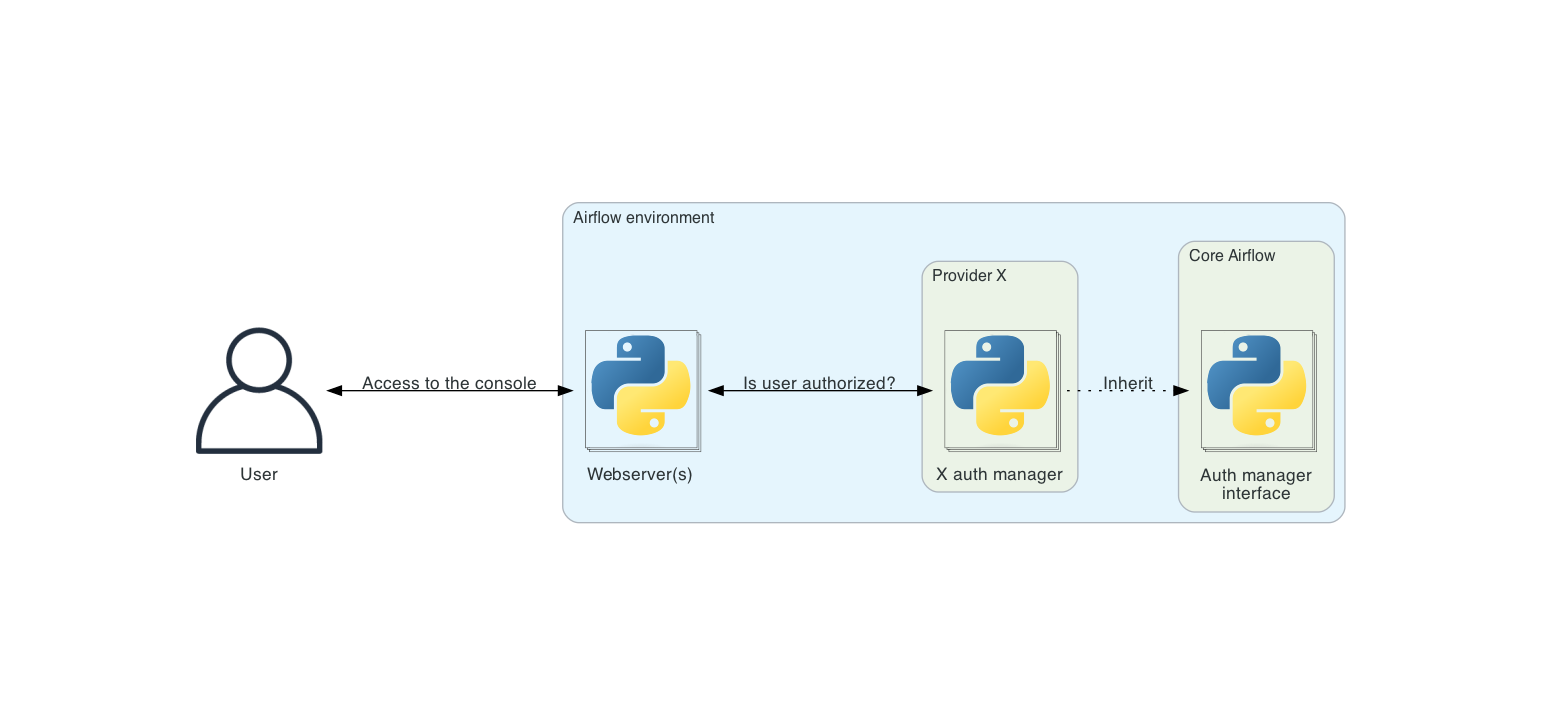 Airflow environment
Core Airflow
Provider X
Access to the console
Is user authorized?
Inherit
User
Webserver(s)
X auth manager
Auth manager
interface